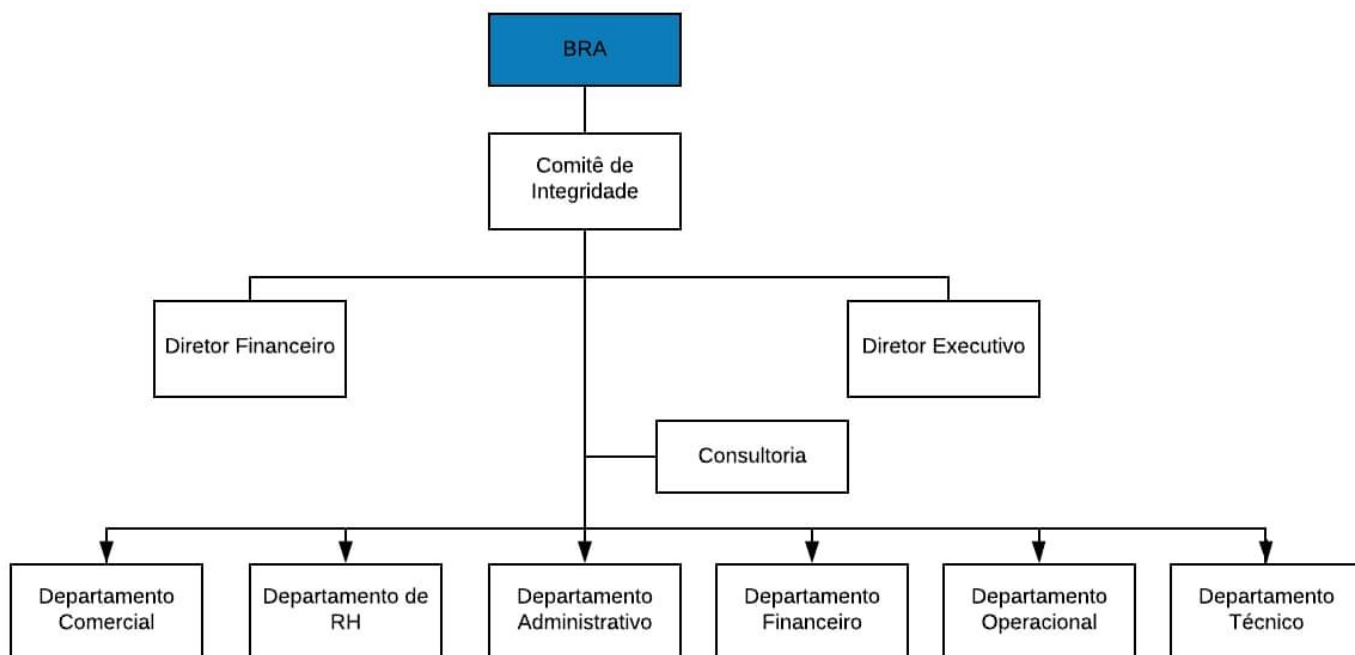 BRA
Comitê de
Integridade
Diretor Financeiro
Diretor Executivo
Consultoria
Departamento
Comercial
Departamento de
RH
Departamento
Administrativo
Departamento
Financeiro
Departamento
Operacional
Departamento
Técnico